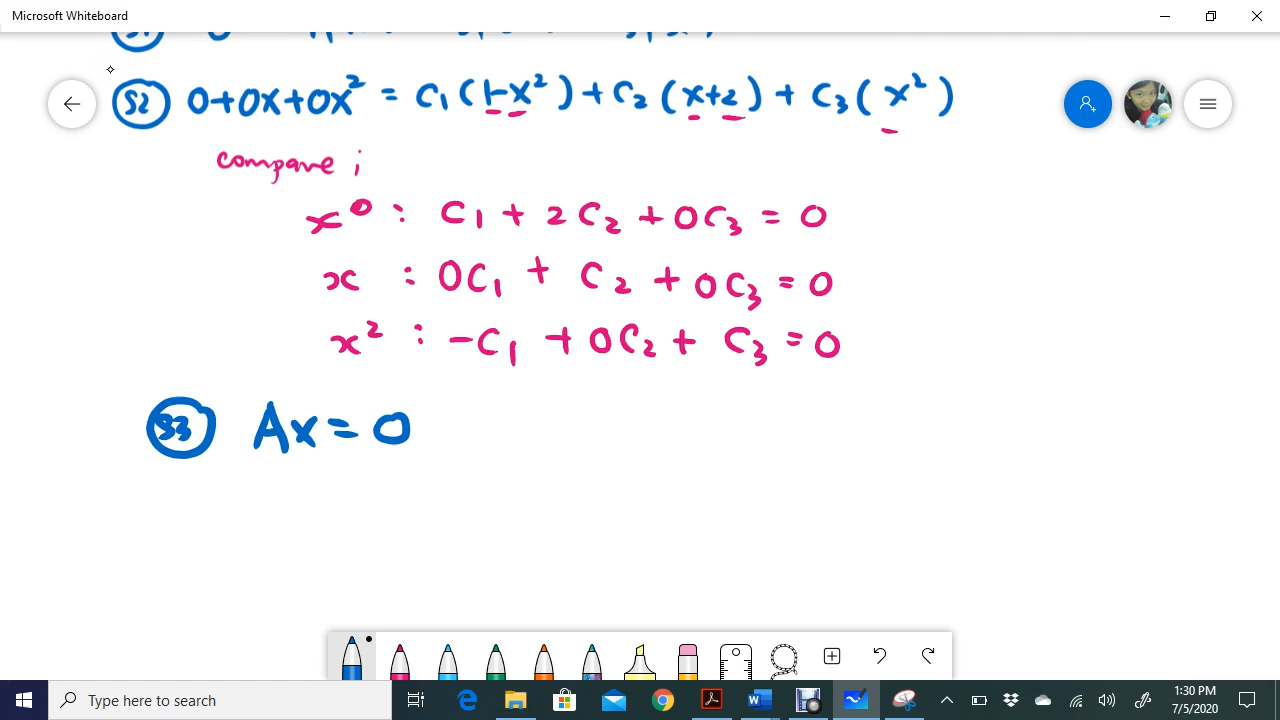 Microsoft Whiteboard
S2 0+0x+0x² = C₁(1-x²)+C₂(x+2)+C₃(x²)
compare ;
x⁰ : C₁ + 2C₂ + 0C₃ = 0
x : 0C₁ + C₂ + 0C₃ = 0
x² : -C₁ + 0C₂ + C₃ = 0
S3 Ax = 0
Type here to search
1:30 PM
7/5/2020